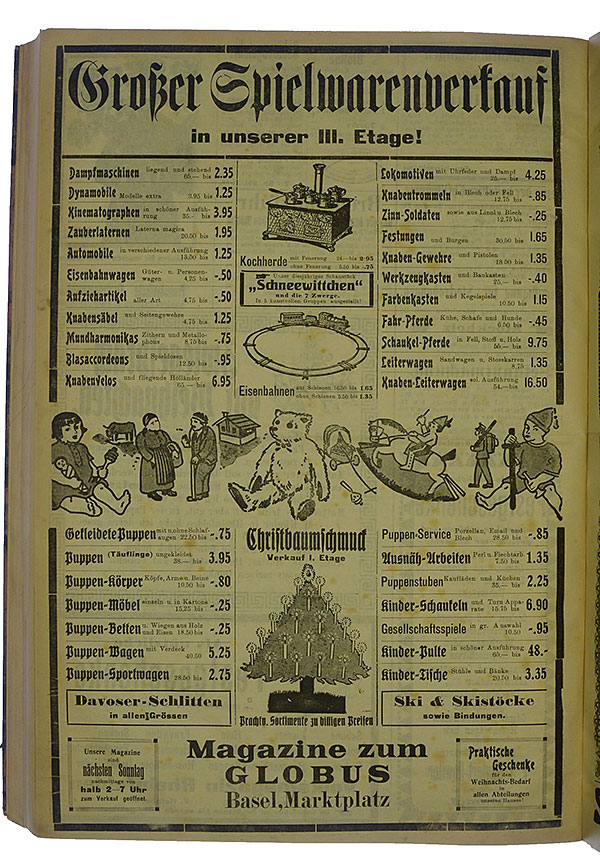 Großer Spielwarenverkauf
in unserer III. Etage!
Dampfmaschinen liegend und stehend 65.— bis 2.35
Dynamobile Modelle extra 3.95 bis 1.25
Kinematographen in schöner Ausführung 35.- bis 3.95
Zauberlaternen Laterna magica 20.50 bis 1.95
Automobile in verschiedener Ausführung 13.50 bis 1.25
Eisenbahnwagen Güter- u. Personenwagen 4.25 bis -.50
Aufziehartikel aller Art 4.75 bis -.50
Knabensäbel und Seitengewehre 4.75 bis 1.25
Mundharmonikas Zithern und Metallophons 8.75 bis -.75
Blasaccordeons und Spieldosen 12.50 bis -.95
Knabenvelos und fliegende Holländer 65.— bis 6.95
Kochherde mit Feuerung 24.— bis 2.95
ohne Feuerung 5.50 bis -.75
Unser diesjähriges Schaustück
„Schneewittchen"
und die 7 Zwerge.
In 5 kunstvollen Gruppen ausgestellt!
Eisenbahnen auf Schienen 16.50 bis 1.65
ohne Schienen 5.50 bis 1.35
Lokomotiven mit Uhrfeder und Dampf 25.— bis 4.25
Knabentrommeln in Blech oder Fell 12.75 bis -.85
Zinn-Soldaten sowie aus Linol u. Blech 12.75 bis -.25
Festungen und Burgen 30.50 bis 1.65
Knaben-Gewehre und Pistolen 18.50 bis 1.35
Werkzeugkasten und Baukasten 25.— bis -.40
Farbenkasten und Kegelspiele 10.50 bis 1.15
Fahr-Pferde Kühe, Schafe und Hunde 6.50 bis -.45
Schaukel-Pferde in Fell, Stoff u. Holz 55.— bis 9.75
Leiterwagen Sandwagen u. Stosskarren 8.75 1.35
Knaben-Leiterwagen sol. Ausführung 54.— bis 16.50
Gekleidete Puppen mit u. ohne Schlafaugen 22.50 bis -.75
Puppen (Täuflinge) ungekleidet 38.— bis 3.95
Puppen-Körper Köpfe, Arme u. Beine 10.50 bis -.80
Puppen-Möbel einzeln u. in Kartons 15.25 bis -.25
Puppen-Betten u. Wiegen aus Holz und Eisen 18.50 bis -.25
Puppen-Wagen mit Verdeck 40.50 5.25
Puppen-Sportwagen 28.50 bis 2.75
Davoser-Schlitten
in allen Grössen
Christbaumschmuck
Verkauf I. Etage
Prachtv. Sortimente zu billigen Preisen
Puppen-Service Porzellan, Email und Blech 28.50 bis -.85
Ausnäh-Arbeiten Perl u. Flechtarb. 7.50 bis 1.35
Puppenstuben Kaufläden und Küchen 35.— bis 2.25
Kinder-Schaukeln und Turn-Apparate 15.75 bis 6.90
Gesellschaftsspiele in gr. Auswahl 10.50 -.95
Kinder-Pulte in schöner Ausführung 65.— bis 48.-
Kinder-Tische Stühle und Bänke 20.50 bis 3.35
Ski & Skistöcke
sowie Bindungen.
Unsere Magazine
sind
nächsten Sonntag
nachmittags von
halb 2-7 Uhr
zum Verkauf geöffnet.
Magazine zum
GLOBUS
Basel, Marktplatz
Praktische
Geschenke
für den
Weihnachts-Bedarf
in
allen Abteilungen
unseres Hauses!